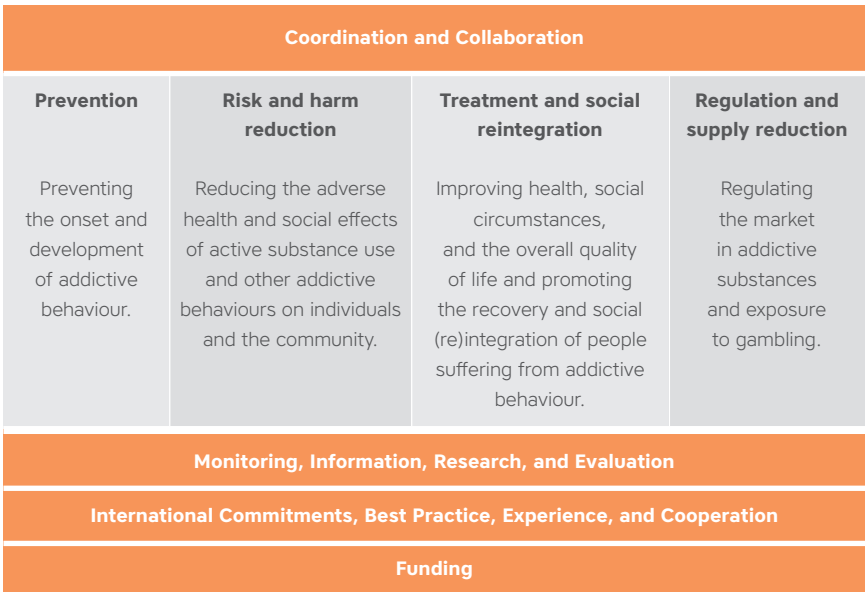 Coordination and Collaboration
Prevention
Preventing
the onset and
development
of addictive
behaviour.
Risk and harm
reduction
Reducing the adverse
health and social effects
of active substance use
and other addictive
behaviours on individuals
and the community.
Treatment and social
reintegration
Improving health, social
circumstances,
and the overall quality
of life and promoting
the recovery and social
(re)integration of people
suffering from addictive
behaviour.
Regulation and
supply reduction
Regulating
the market
in addictive
substances
and exposure
to gambling.
Monitoring, Information, Research, and Evaluation
International Commitments, Best Practice, Experience, and Cooperation
Funding